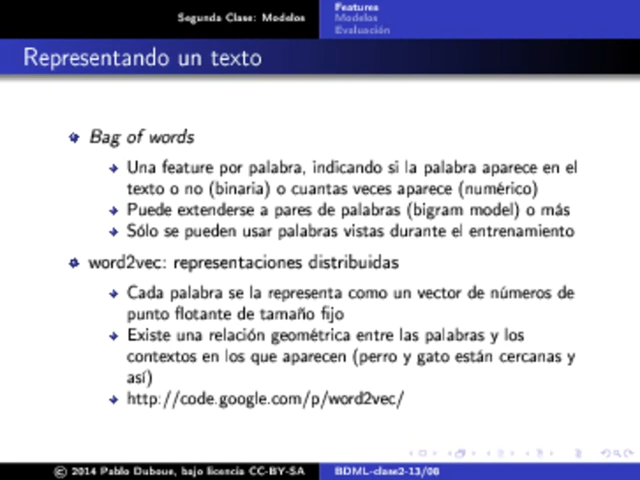 Segunda Clase: Modelos
Features
Modelos
Evaluación
Representando un texto
Bag of words
Una feature por palabra, indicando si la palabra aparece en el
texto o no (binaria) o cuantas veces aparece (numérico)
Puede extenderse a pares de palabras (bigram model) o más
Sólo se pueden usar palabras vistas durante el entrenamiento
word2vec: representaciones distribuidas
Cada palabra se la representa como un vector de números de
punto flotante de tamaño fijo
Existe una relación geométrica entre las palabras y los
contextos en los que aparecen (perro y gato están cercanas y
así)
http://code.google.com/p/word2vec/
© 2014 Pablo Duboue, bajo licencia CC-BY-SA
BDML-clase2-13/08